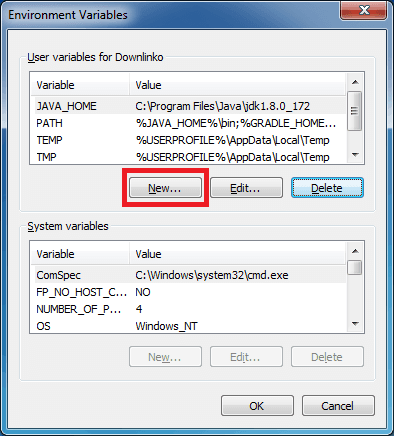 Environment Variables
User variables for Downlinko
Variable Value
JAVA_HOME C:\Program Files\Java\jdk1.8.0_172
PATH %JAVA_HOME%\bin;%GRADLE_HOME...
TEMP %USERPROFILE%\AppData\Local\Temp
TMP %USERPROFILE%\AppData\Local\Temp
New... Edit... Delete
System variables
Variable Value
ComSpec C:\Windows\system32\cmd.exe
FP_NO_HOST_C... NO
NUMBER_OF_P... 4
OS Windows_NT
New... Edit... Delete
OK Cancel